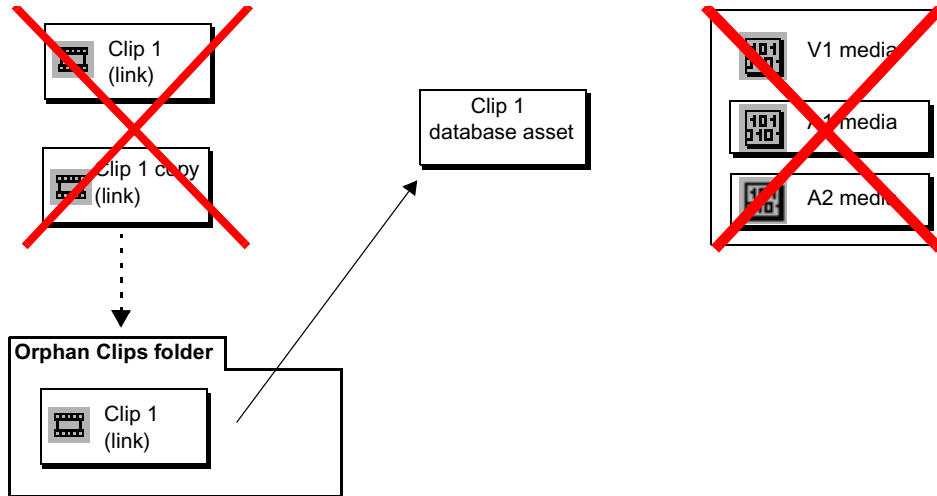 Clip 1
(link)
Clip 1 copy
(link)
Clip 1
database asset
V1 media
A1 media
A2 media
Orphan Clips folder
Clip 1
(link)